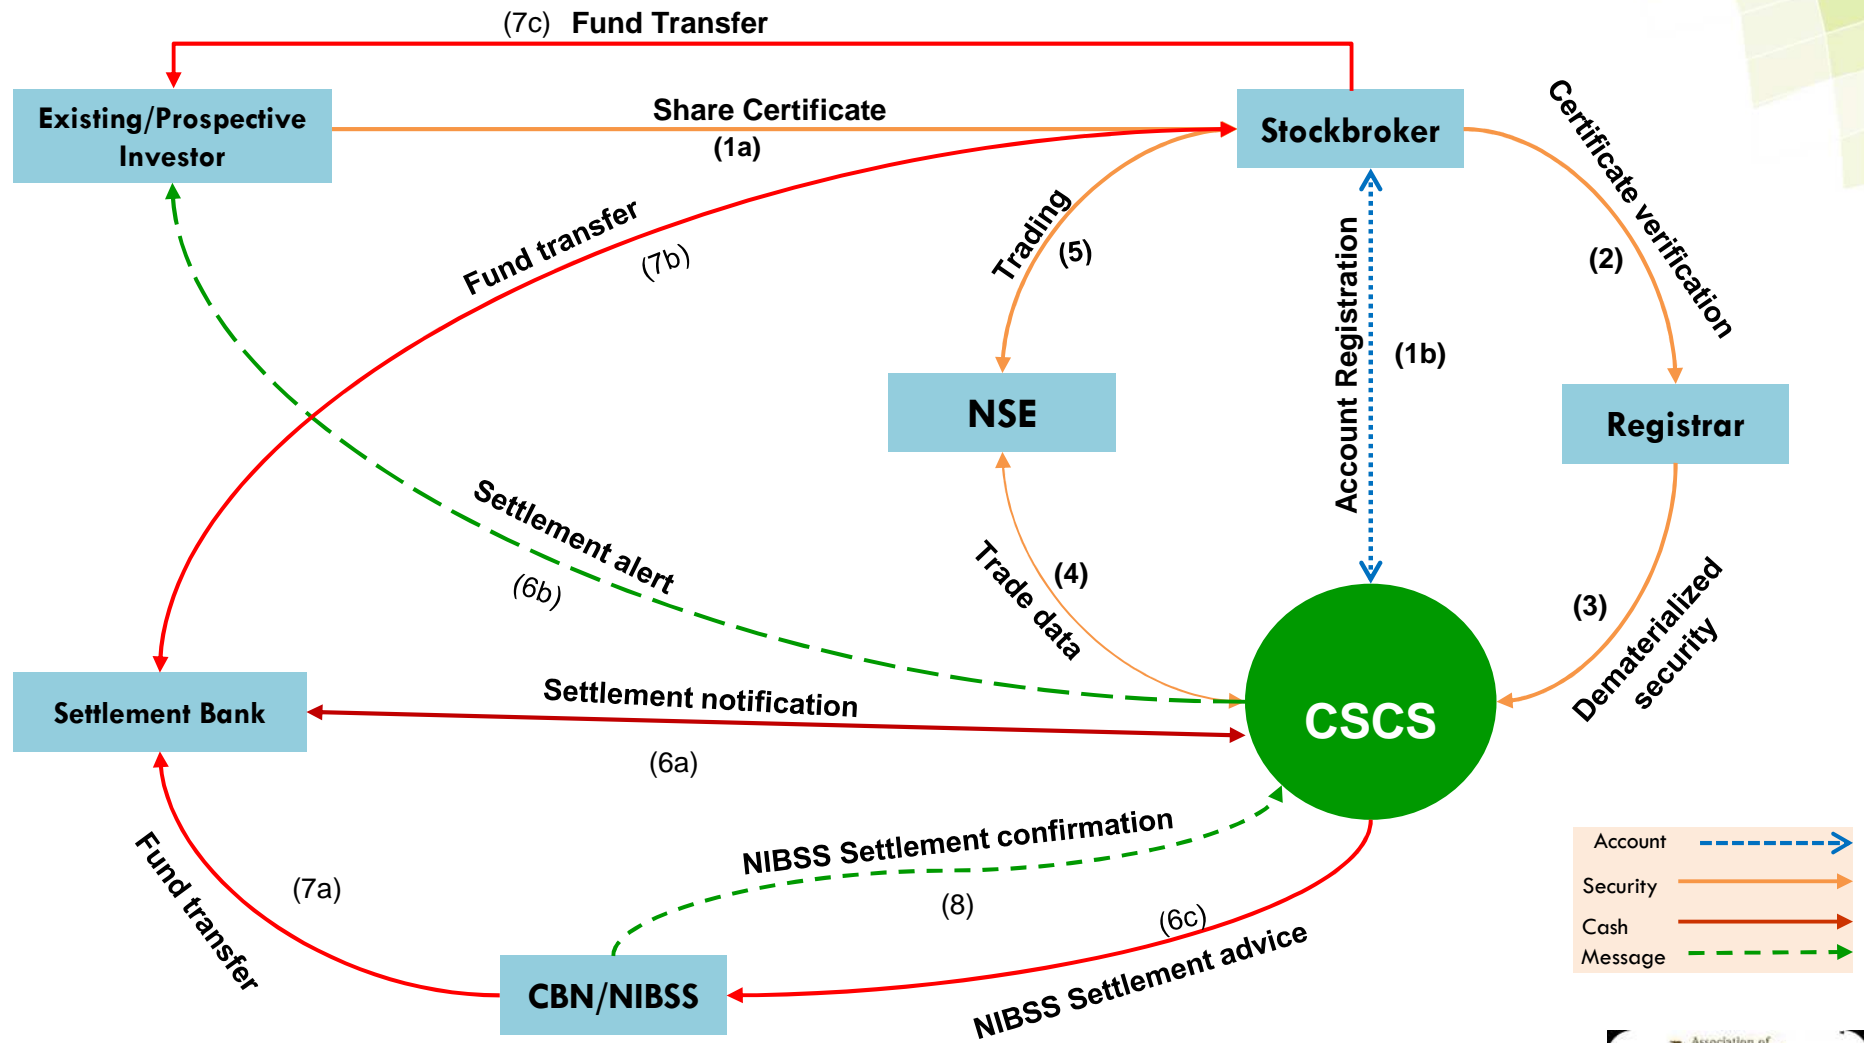 (7c) Fund Transfer
Existing/Prospective
Investor
Share Certificate
(1a)
Stockbroker
Certificate verification
(2)
Fund transfer
(7b)
Trading
(5)
Account Registration
(1b)
NSE
Registrar
Settlement alert
(6b)
Trade data
(4)
(3)
Dematerialized
security
Settlement Bank
Settlement notification
(6a)
CSCS
Fund transfer
(7a)
NIBSS Settlement confirmation
(8)
(6c)
NIBSS Settlement advice
CBN/NIBSS
Account
Security
Cash
Message
Association of